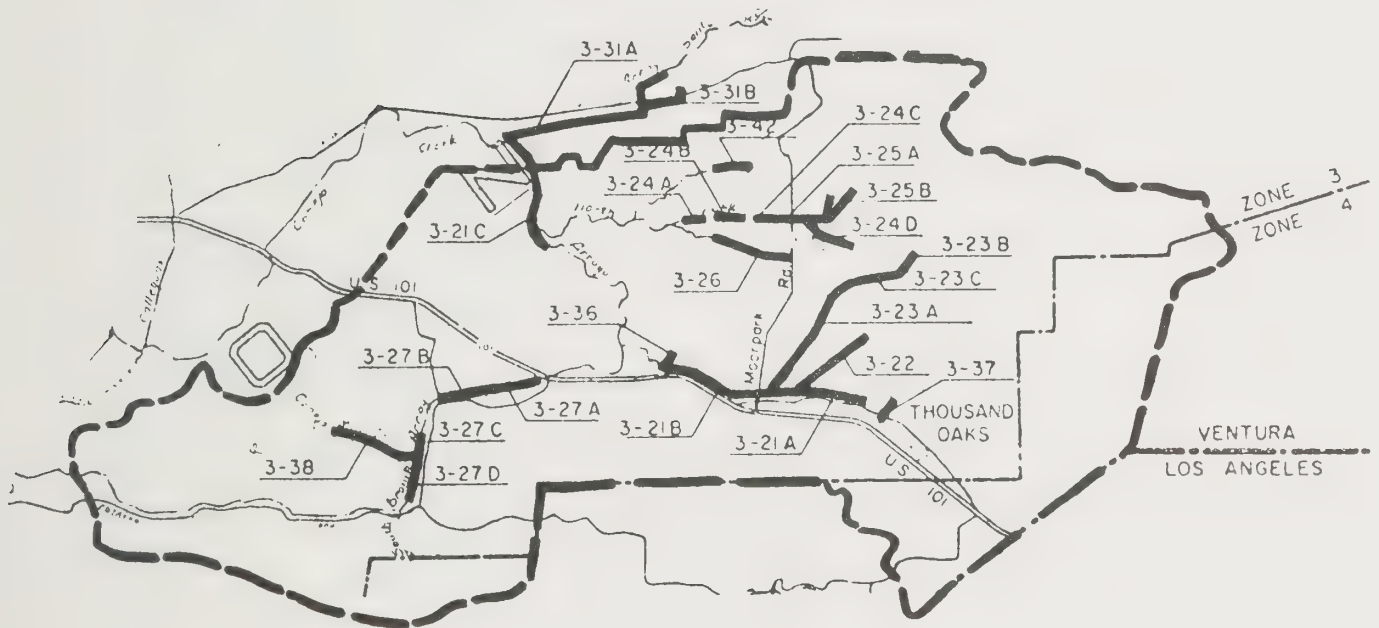 3-31A
3-31B
3-42
3-24C
3-24B
3-25A
3-24A
3-25B
3-21C
3-24D
3-26
3-23B
3-23C
3-23A
3-36
3-22
3-37
3-27B
3-27A
3-21B
3-21A
3-27C
3-38
3-27D
ZONE 3
ZONE 4
VENTURA
LOS ANGELES
THOUSAND
OAKS
US 101
101
US 101
Moorpark
Rd
Arroyo
Conejo
Calleguas